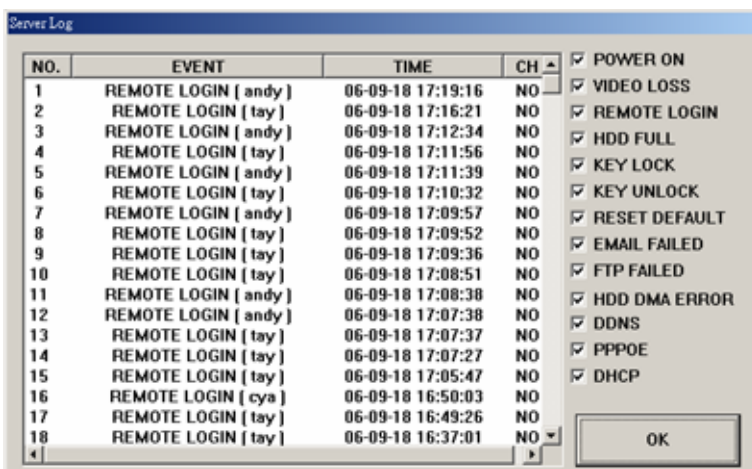 Server Log
NO. EVENT TIME CH
1 REMOTE LOGIN ( andy ) 06-09-18 17:19:16 NO
2 REMOTE LOGIN ( tay ) 06-09-18 17:16:21 NO
3 REMOTE LOGIN ( andy ) 06-09-18 17:12:34 NO
4 REMOTE LOGIN ( tay ) 06-09-18 17:11:56 NO
5 REMOTE LOGIN ( andy ) 06-09-18 17:11:39 NO
6 REMOTE LOGIN ( tay ) 06-09-18 17:10:32 NO
7 REMOTE LOGIN ( andy ) 06-09-18 17:09:57 NO
8 REMOTE LOGIN ( tay ) 06-09-18 17:09:52 NO
9 REMOTE LOGIN ( tay ) 06-09-18 17:09:36 NO
10 REMOTE LOGIN ( tay ) 06-09-18 17:08:51 NO
11 REMOTE LOGIN ( andy ) 06-09-18 17:08:38 NO
12 REMOTE LOGIN ( andy ) 06-09-18 17:07:38 NO
13 REMOTE LOGIN ( tay ) 06-09-18 17:07:37 NO
14 REMOTE LOGIN ( tay ) 06-09-18 17:07:27 NO
15 REMOTE LOGIN ( tay ) 06-09-18 17:05:47 NO
16 REMOTE LOGIN ( cya ) 06-09-18 16:50:03 NO
17 REMOTE LOGIN ( tay ) 06-09-18 16:49:26 NO
18 REMOTE LOGIN ( tay ) 06-09-18 16:37:01 NO
POWER ON
VIDEO LOSS
REMOTE LOGIN
HDD FULL
KEY LOCK
KEY UNLOCK
RESET DEFAULT
EMAIL FAILED
FTP FAILED
HDD DMA ERROR
DDNS
PPPOE
DHCP
OK